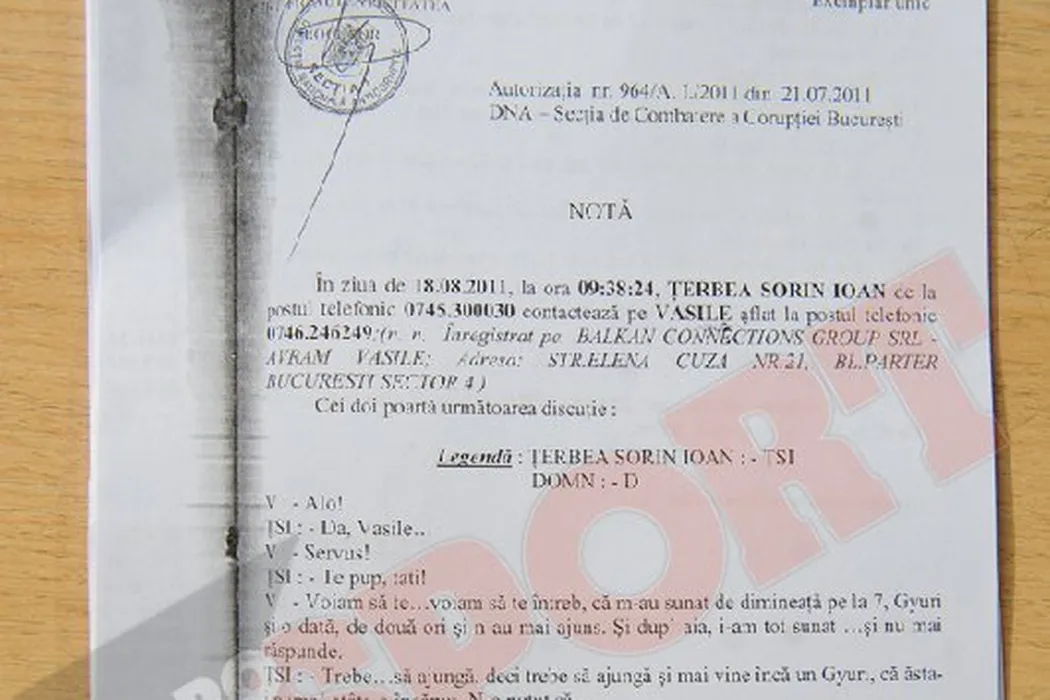 Exemplar unic
SECTIA
Autorizația nr. 964/A. 1/2011 din 21.07.2011
DNA – Secția de Combatere a Corupției București
NOTĂ
În ziua de 18.08.2011, la ora 09:38:24, ȚERBEA SORIN IOAN de la
postul telefonic 0745.300030 contactează pe VASILE aflat la postul telefonic
0746.246249 (n. n. Înregistrat pe BALKAN CONNECTIONS GROUP SRL -
AVRAM VASILE; Adresa: STR.ELENA CUZA NR.21, BL.PARTER
BUCURESTI SECTOR 4)
Cei doi poartă următoarea discuție :
Legendă : ȚERBEA SORIN IOAN : - TSI
DOMN : - D
V - Alo!
ȚSI : - Da, Vasile..
V - Servus!
ȚSI : - Te pup, tati!
V - Voiam să te…voiam să te întreb, că m-au sunat de dimineață pe la 7, Gyuri
și o dată, de două ori și n-au mai ajuns. Și după aia, i-am tot sunat …și nu mai
răspunde.
ȚSI : - Trebe…să ajungă, deci trebe să ajungă și mai vine încă un Gyuri, că ăsta-
PORT